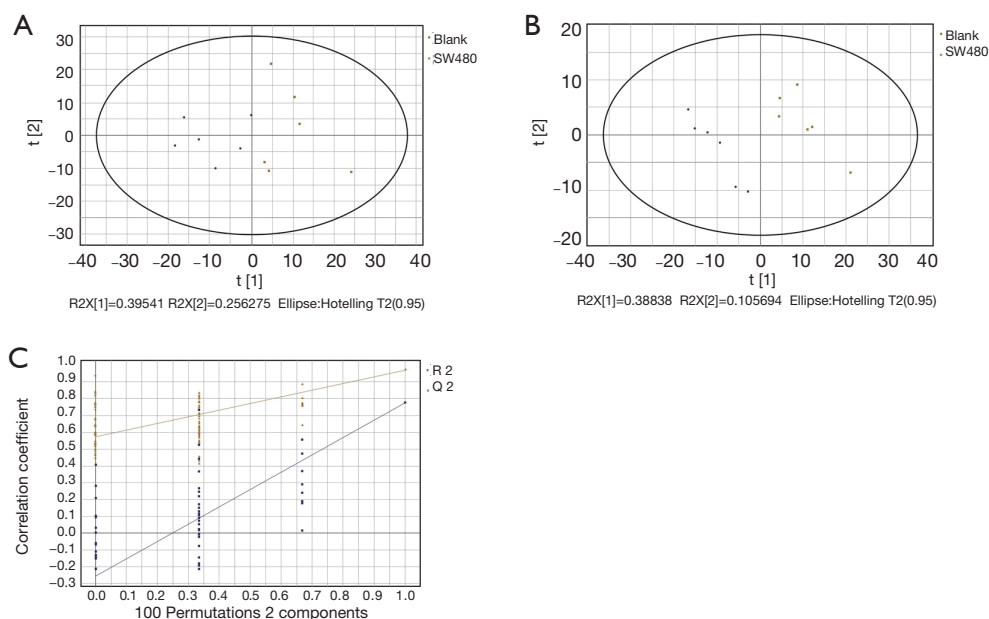 A
t [2]
30
20
10
0
−10
−20
−30
−40 −30 −20 −10 0 10 20 30 40
t [1]
R2X[1]=0.39541 R2X[2]=0.256275 Ellipse:Hotelling T2(0.95)
Blank
SW480
B
t [2]
20
10
0
−10
−20
−40 −30 −20 −10 0 10 20 30 40
t [1]
R2X[1]=0.38838 R2X[2]=0.105694 Ellipse:Hotelling T2(0.95)
Blank
SW480
C
Correlation coefficient
1.0
0.9
0.8
0.7
0.6
0.5
0.4
0.3
0.2
0.1
0.0
−0.1
−0.2
−0.3
0.0 0.1 0.2 0.3 0.4 0.5 0.6 0.7 0.8 0.9 1.0
100 Permutations 2 components
R 2
Q 2